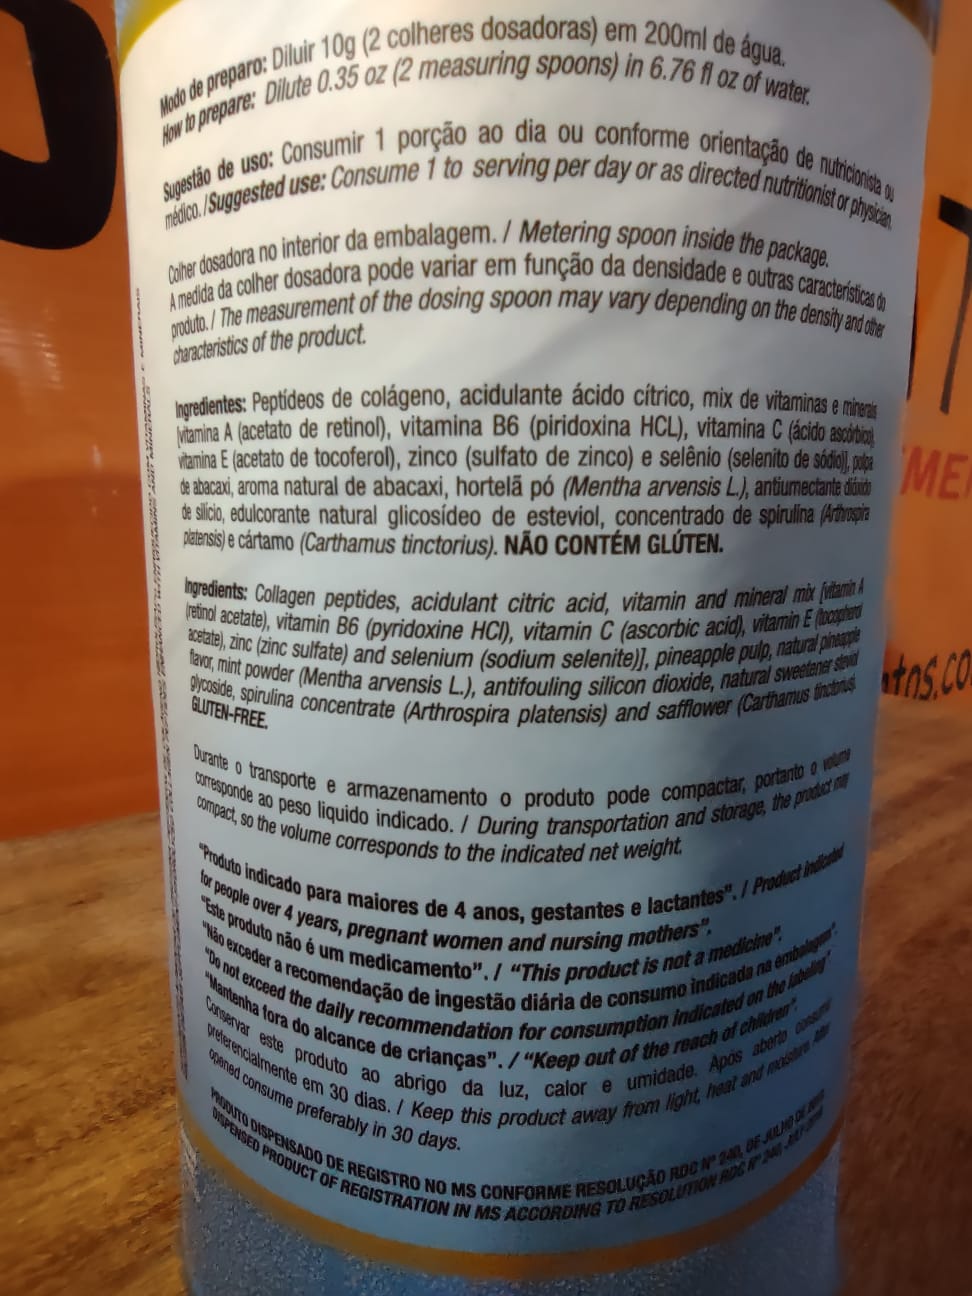 Modo de preparo: Diluir 10g (2 colheres dosadoras) em 200ml de água.
How to prepare: Dilute 0.35 oz (2 measuring spoons) in 6.76 fl oz of water.
Sugestão de uso: Consumir 1 porção ao dia ou conforme orientação de nutricionista ou
médico. / Suggested use: Consume 1 to serving per day or as directed nutritionist or physician.
Colher dosadora no interior da embalagem. / Metering spoon inside the package.
A medida da colher dosadora pode variar em função da densidade e outras características do
produto. / The measurement of the dosing spoon may vary depending on the density and other
characteristics of the product.
Ingredientes: Peptídeos de colágeno, acidulante ácido cítrico, mix de vitaminas e minerais
[vitamina A (acetato de retinol), vitamina B6 (piridoxina HCL), vitamina C (ácido ascórbico),
vitamina E (acetato de tocoferol), zinco (sulfato de zinco) e selênio (selenito de sódio)], polpa
de abacaxi, aroma natural de abacaxi, hortelã pó (Mentha arvensis L.), antiumectante dióxido
de silício, edulcorante natural glicosídeo de esteviol, concentrado de spirulina (Arthrospira
platensis) e cártamo (Carthamus tinctorius). NÃO CONTÉM GLÚTEN.
Ingredients: Collagen peptides, acidulant citric acid, vitamin and mineral mix [vitamin A
(retinol acetate), vitamin B6 (pyridoxine HCl), vitamin C (ascorbic acid), vitamin E (tocopherol
acetate), zinc (zinc sulfate) and selenium (sodium selenite)], pineapple pulp, natural pineapple
flavor, mint powder (Mentha arvensis L.), antifouling silicon dioxide, natural sweetener steviol
glycoside, spirulina concentrate (Arthrospira platensis) and safflower (Carthamus tinctorius).
GLUTEN-FREE.
Durante o transporte e armazenamento o produto pode compactar, portanto o volume
corresponde ao peso liquido indicado. / During transportation and storage, the product may
compact, so the volume corresponds to the indicated net weight.
"Produto indicado para maiores de 4 anos, gestantes e lactantes". / Product indicated
for people over 4 years, pregnant women and nursing mothers".
"Este produto não é um medicamento". / "This product is not a medicine".
"Não exceder a recomendação de ingestão diária de consumo indicada na embalagem".
"Do not exceed the daily recommendation for consumption indicated on the labeling"
"Mantenha fora do alcance de crianças". / "Keep out of the reach of children".
Conservar este produto ao abrigo da luz, calor e umidade. Após aberto consumir
preferencialmente em 30 dias. / Keep this product away from light, heat and moisture. After
opened consume preferably in 30 days.
PRODUTO DISPENSADO DE REGISTRO NO MS CONFORME RESOLUÇÃO RDC Nº 240, DE JULHO DE
DISPENSED PRODUCT OF REGISTRATION IN MS ACCORDING TO RESOLUTION RDC Nº 240, JULY